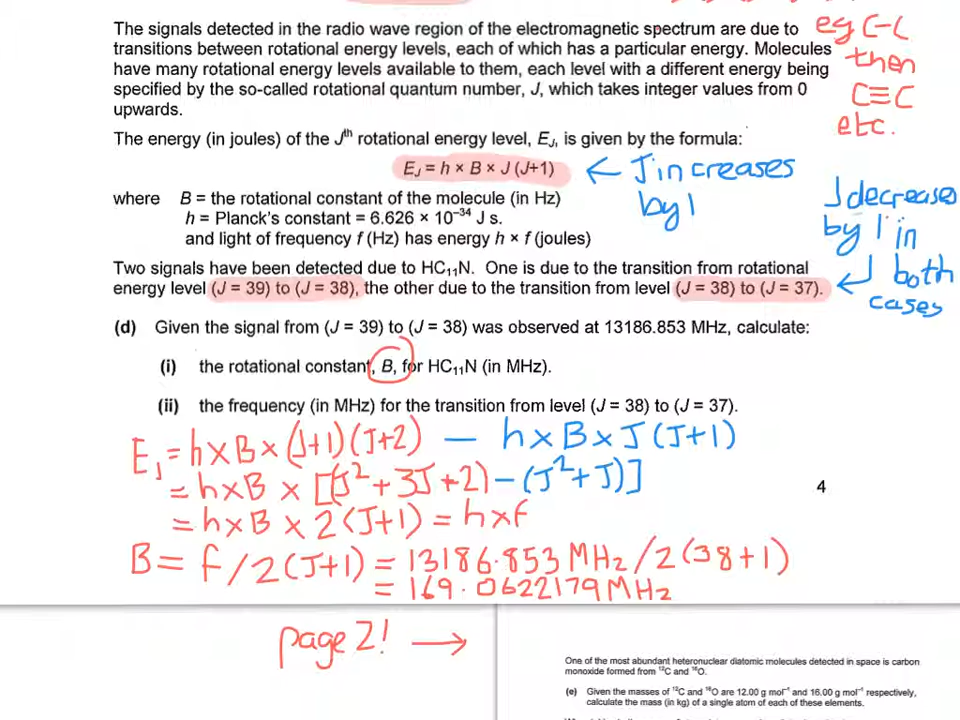 The signals detected in the radio wave region of the electromagnetic spectrum are due to
transitions between rotational energy levels, each of which has a particular energy. Molecules
have many rotational energy levels available to them, each level with a different energy being
specified by the so-called rotational quantum number, J, which takes integer values from 0
upwards.
eg C-C
then
C≡C
etc.
The energy (in joules) of the Jth rotational energy level, EJ, is given by the formula:
EJ = h × B × J (J+1)
← J increases
by 1
where B = the rotational constant of the molecule (in Hz)
h = Planck's constant = 6.626 × 10⁻³⁴ J s.
and light of frequency f (Hz) has energy h × f (joules)
J decreases
by 1 in
both
cases
Two signals have been detected due to HC₁₁N. One is due to the transition from rotational
energy level (J = 39) to (J = 38), the other due to the transition from level (J = 38) to (J = 37).
(d) Given the signal from (J = 39) to (J = 38) was observed at 13186.853 MHz, calculate:
(i) the rotational constant, B, for HC₁₁N (in MHz).
(ii) the frequency (in MHz) for the transition from level (J = 38) to (J = 37).
EJ = h × B × (J+1)(J+2) − h × B × J (J+1)
= h × B × [(J² + 3J + 2) − (J² + J)]
4
= h × B × 2 (J+1) = h × f
B = f / 2 (J+1) = 13186.853 MHz / 2 (38 + 1)
= 169.0622179 MHz
page 2! →
One of the most abundant heteronuclear diatomic molecules detected in space is carbon
monoxide formed from ¹²C and ¹⁶O.
(e) Given the masses of ¹²C and ¹⁶O are 12.00 g mol⁻¹ and 16.00 g mol⁻¹ respectively,
calculate the mass (in kg) of a single atom of each of these elements.